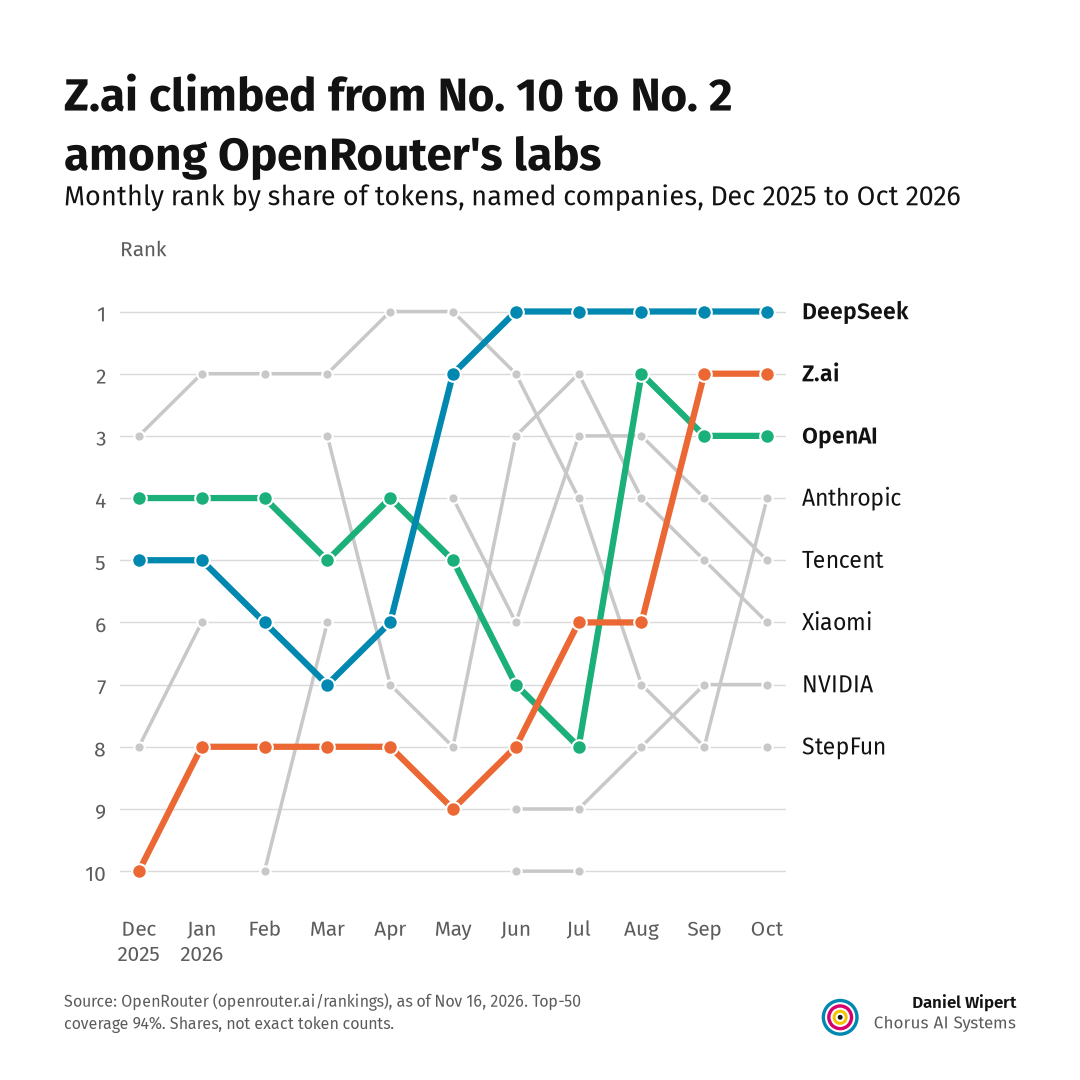 Z.ai climbed from No. 10 to No. 2
among OpenRouter's labs
Monthly rank by share of tokens, named companies, Dec 2025 to Oct 2026
Rank
1
2
3
4
5
6
7
8
9
10
DeepSeek
Z.ai
OpenAI
Anthropic
Tencent
Xiaomi
NVIDIA
StepFun
Dec Jan Feb Mar Apr May Jun Jul Aug Sep Oct
2025 2026
Source: OpenRouter (openrouter.ai/rankings), as of Nov 16, 2026. Top-50
coverage 94%. Shares, not exact token counts.
Daniel Wipert
Chorus AI Systems